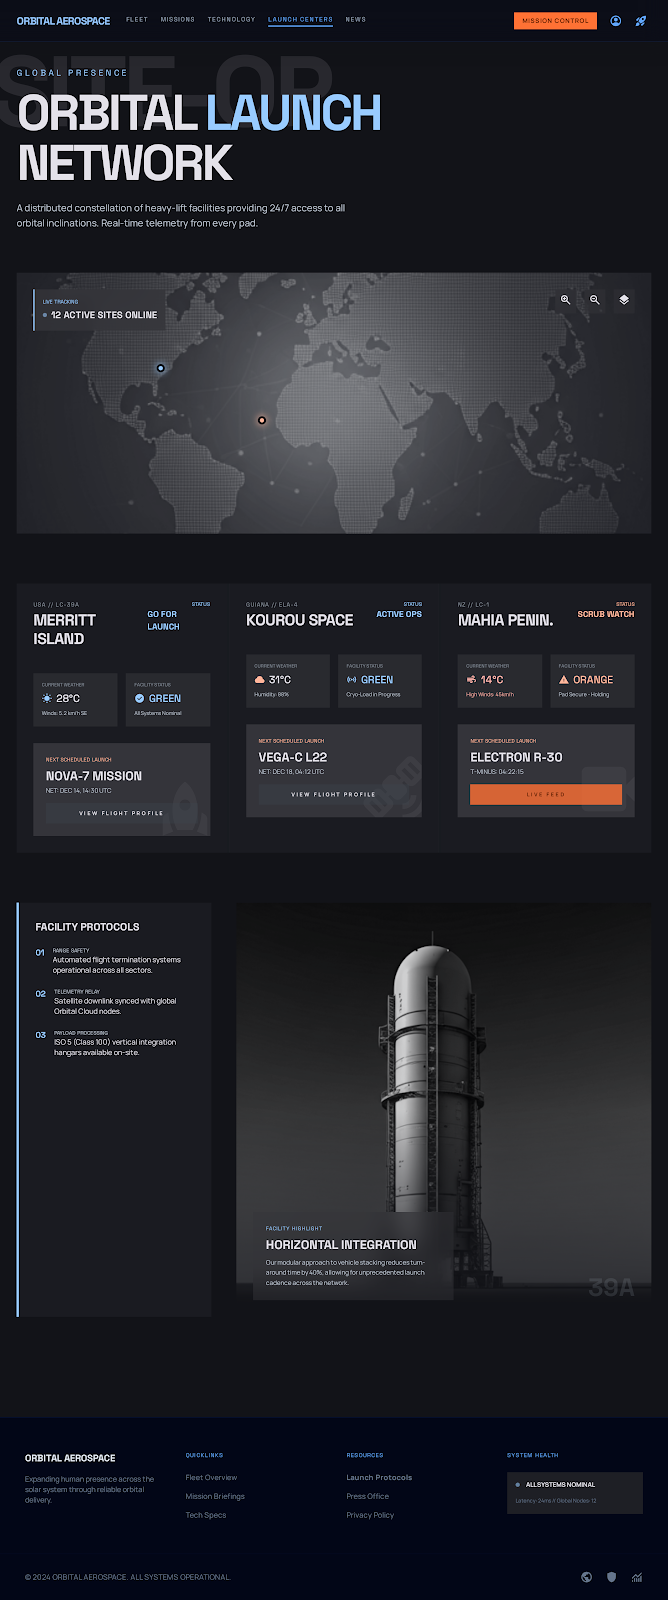 ORBITAL AEROSPACE
FLEET
MISSIONS
TECHNOLOGY
LAUNCH CENTERS
NEWS
MISSION CONTROL
SITE-OP
GLOBAL PRESENCE
ORBITAL LAUNCH
NETWORK
A distributed constellation of heavy-lift facilities providing 24/7 access to all
orbital inclinations. Real-time telemetry from every pad.
LIVE TRACKING
12 ACTIVE SITES ONLINE
USA // LC-39A
MERRITT
ISLAND
STATUS
GO FOR
LAUNCH
CURRENT WEATHER
28°C
Winds: 5.2 km/h SE
FACILITY STATUS
GREEN
All Systems Nominal
NEXT SCHEDULED LAUNCH
NOVA-7 MISSION
NET: DEC 14, 14:30 UTC
VIEW FLIGHT PROFILE
GUIANA // ELA-4
KOUROU SPACE
STATUS
ACTIVE OPS
CURRENT WEATHER
31°C
Humidity: 88%
FACILITY STATUS
GREEN
Cryo-Load in Progress
NEXT SCHEDULED LAUNCH
VEGA-C L22
NET: DEC 18, 04:12 UTC
VIEW FLIGHT PROFILE
NZ // LC-1
MAHIA PENIN.
STATUS
SCRUB WATCH
CURRENT WEATHER
14°C
High Winds: 45km/h
FACILITY STATUS
ORANGE
Pad Secure - Holding
NEXT SCHEDULED LAUNCH
ELECTRON R-30
T-MINUS: 04:22:15
LIVE FEED
FACILITY PROTOCOLS
01
RANGE SAFETY
Automated flight termination systems
operational across all sectors.
02
TELEMETRY RELAY
Satellite downlink synced with global
Orbital Cloud nodes.
03
PAYLOAD PROCESSING
ISO 5 (Class 100) vertical integration
hangars available on-site.
FACILITY HIGHLIGHT
HORIZONTAL INTEGRATION
Our modular approach to vehicle stacking reduces turn-
around time by 40%, allowing for unprecedented launch
cadence across the network.
39A
ORBITAL AEROSPACE
Expanding human presence across the
solar system through reliable orbital
delivery.
QUICKLINKS
Fleet Overview
Mission Briefings
Tech Specs
RESOURCES
Launch Protocols
Press Office
Privacy Policy
SYSTEM HEALTH
ALL SYSTEMS NOMINAL
Latency: 24ms // Global Nodes: 12
© 2024 ORBITAL AEROSPACE. ALL SYSTEMS OPERATIONAL.